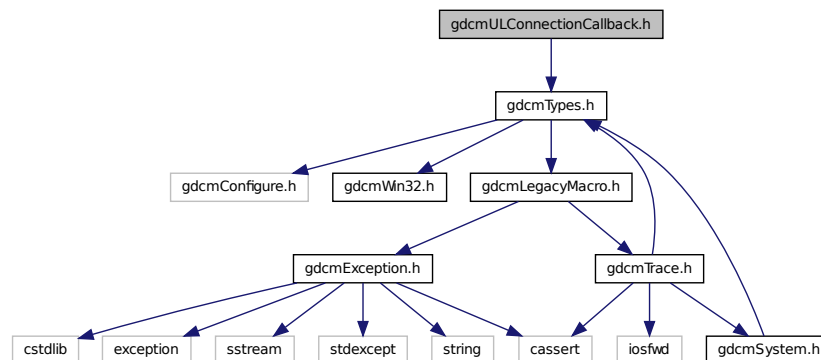 gdcmULConnectionCallback.h
gdcmTypes.h
gdcmConfigure.h
gdcmWin32.h
gdcmLegacyMacro.h
gdcmException.h
gdcmTrace.h
cstdlib
exception
sstream
stdexcept
string
cassert
iosfwd
gdcmSystem.h